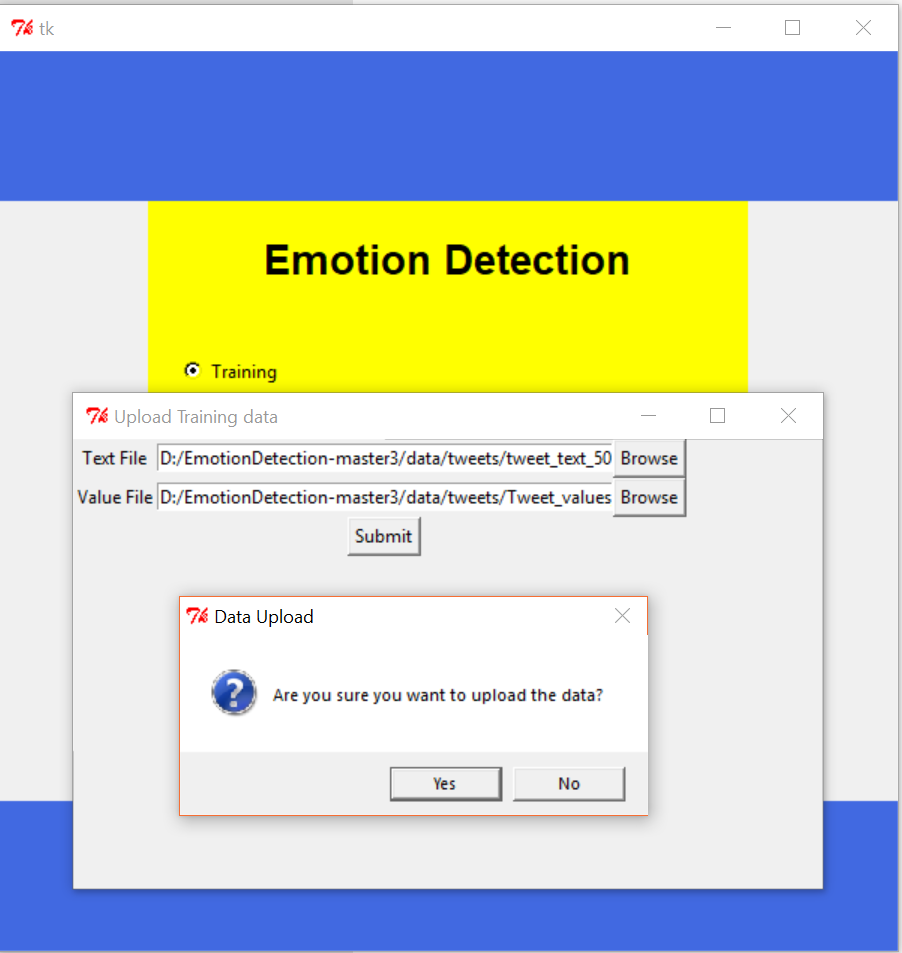 tk
Emotion Detection
Training
Upload Training data
Text File D:/EmotionDetection-master3/data/tweets/tweet_text_50 Browse
Value File D:/EmotionDetection-master3/data/tweets/Tweet_values Browse
Submit
Data Upload
Are you sure you want to upload the data?
Yes No